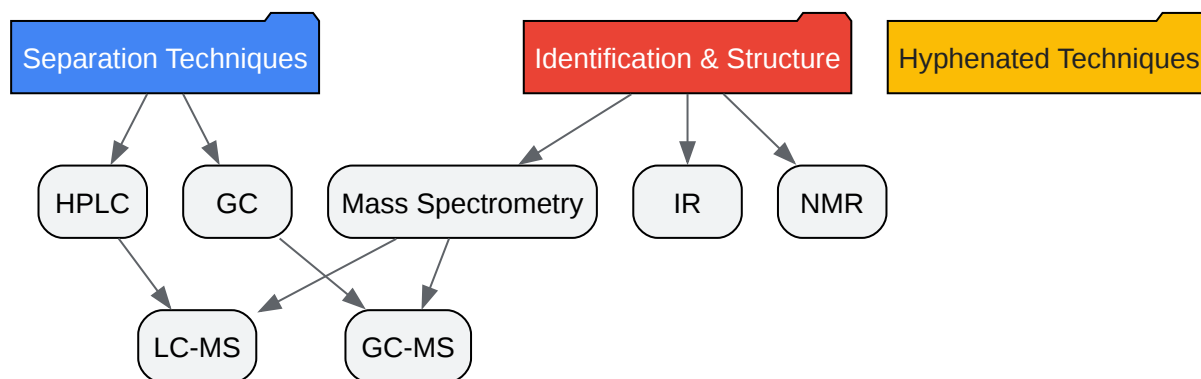 Separation Techniques
Identification & Structure
Hyphenated Techniques
HPLC
GC
Mass Spectrometry
IR
NMR
LC-MS
GC-MS